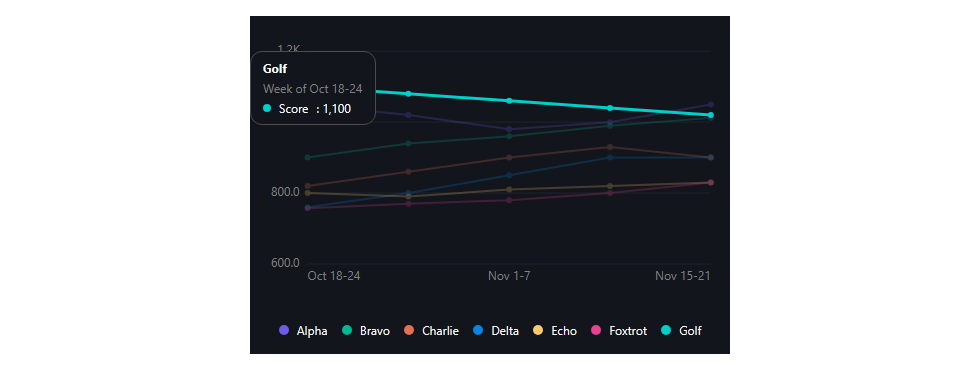 1.2K
Golf
Week of Oct 18-24
Score : 1,100
800.0
600.0
Oct 18-24 Nov 1-7 Nov 15-21
Alpha Bravo Charlie Delta Echo Foxtrot Golf